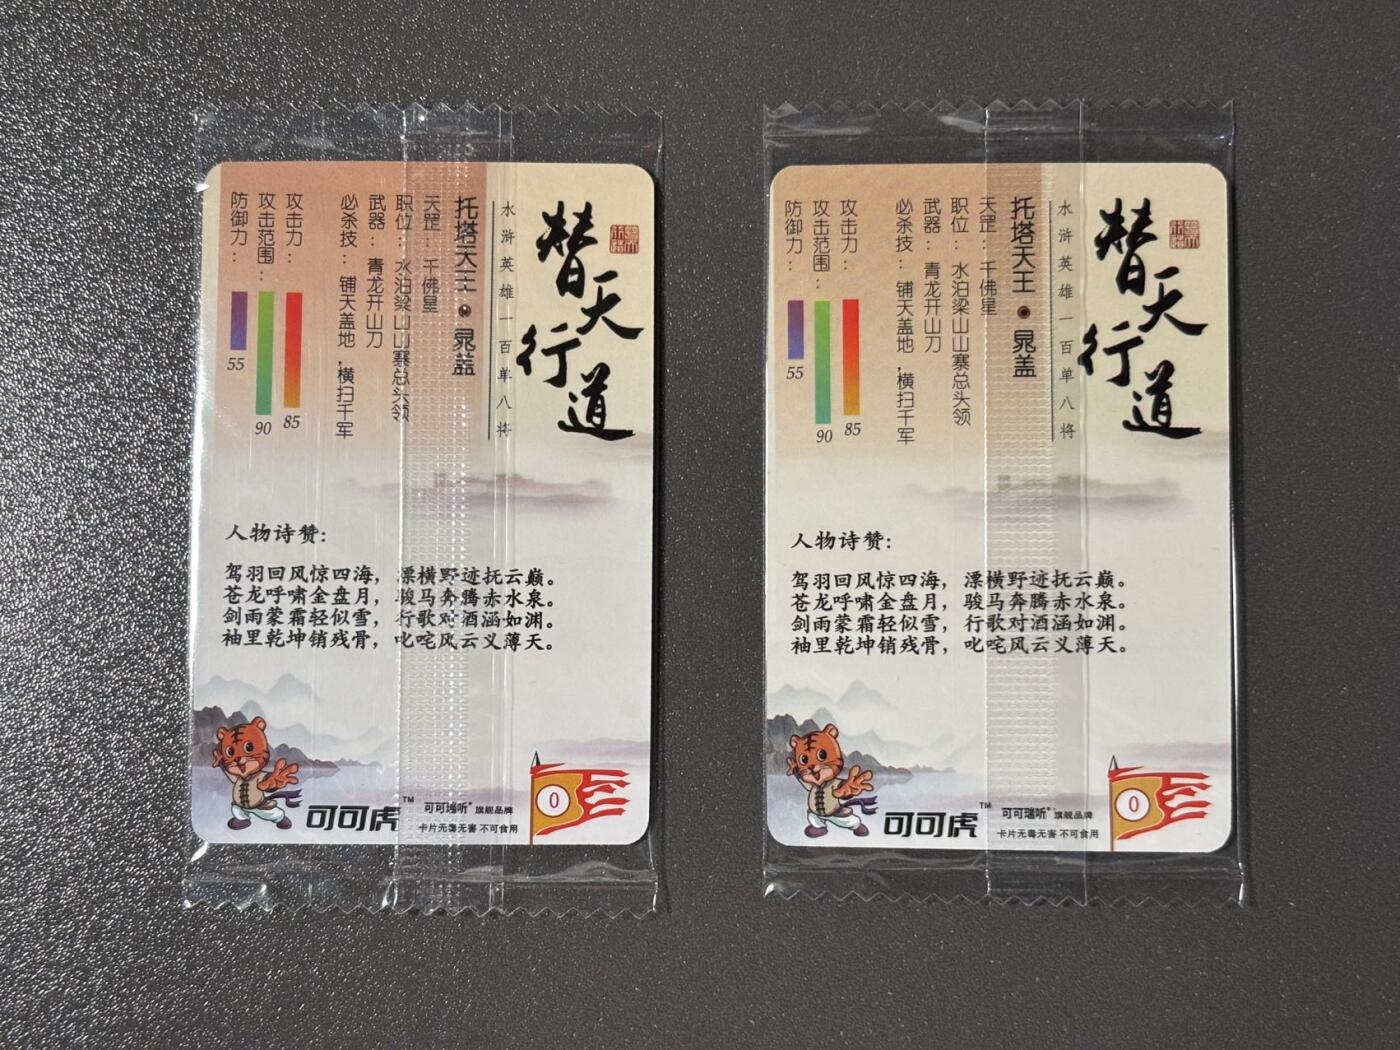 替天行道
水浒英雄一百单八将
托塔天王·晁盖
天罡：千佛星
职位：水泊梁山山寨总头领
武器：青龙开山刀
必杀技：铺天盖地，横扫千军
攻击力：85
攻击范围：90
防御力：55
人物诗赞：
驾羽回风惊四海，漂横野迹抚云巅。
苍龙呼啸金盘月，骏马奔腾赤水泉。
剑雨蒙霜轻似雪，行歌对酒涵如渊。
袖里乾坤销残骨，叱咤风云义薄天。
可可虎™
可可瑞听®旗舰品牌
卡片无毒无害 不可食用
0
替天行道
水浒英雄一百单八将
托塔天王·晁盖
天罡：千佛星
职位：水泊梁山山寨总头领
武器：青龙开山刀
必杀技：铺天盖地，横扫千军
攻击力：85
攻击范围：90
防御力：55
人物诗赞：
驾羽回风惊四海，漂横野迹抚云巅。
苍龙呼啸金盘月，骏马奔腾赤水泉。
剑雨蒙霜轻似雪，行歌对酒涵如渊。
袖里乾坤销残骨，叱咤风云义薄天。
可可虎™
可可瑞听®旗舰品牌
卡片无毒无害 不可食用
0